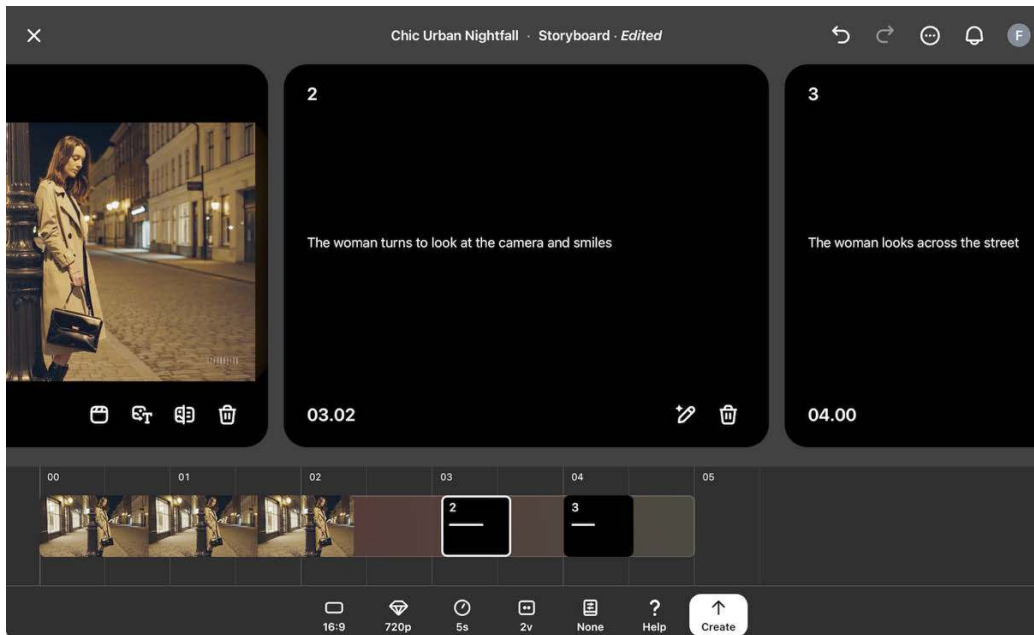 Chic Urban Nightfall · Storyboard · Edited
F
2
3
The woman turns to look at the camera and smiles
The woman looks across the street
03.02
04.00
00 01 02 03 04 05
2
3
16:9 720p 5s 2v None Help Create